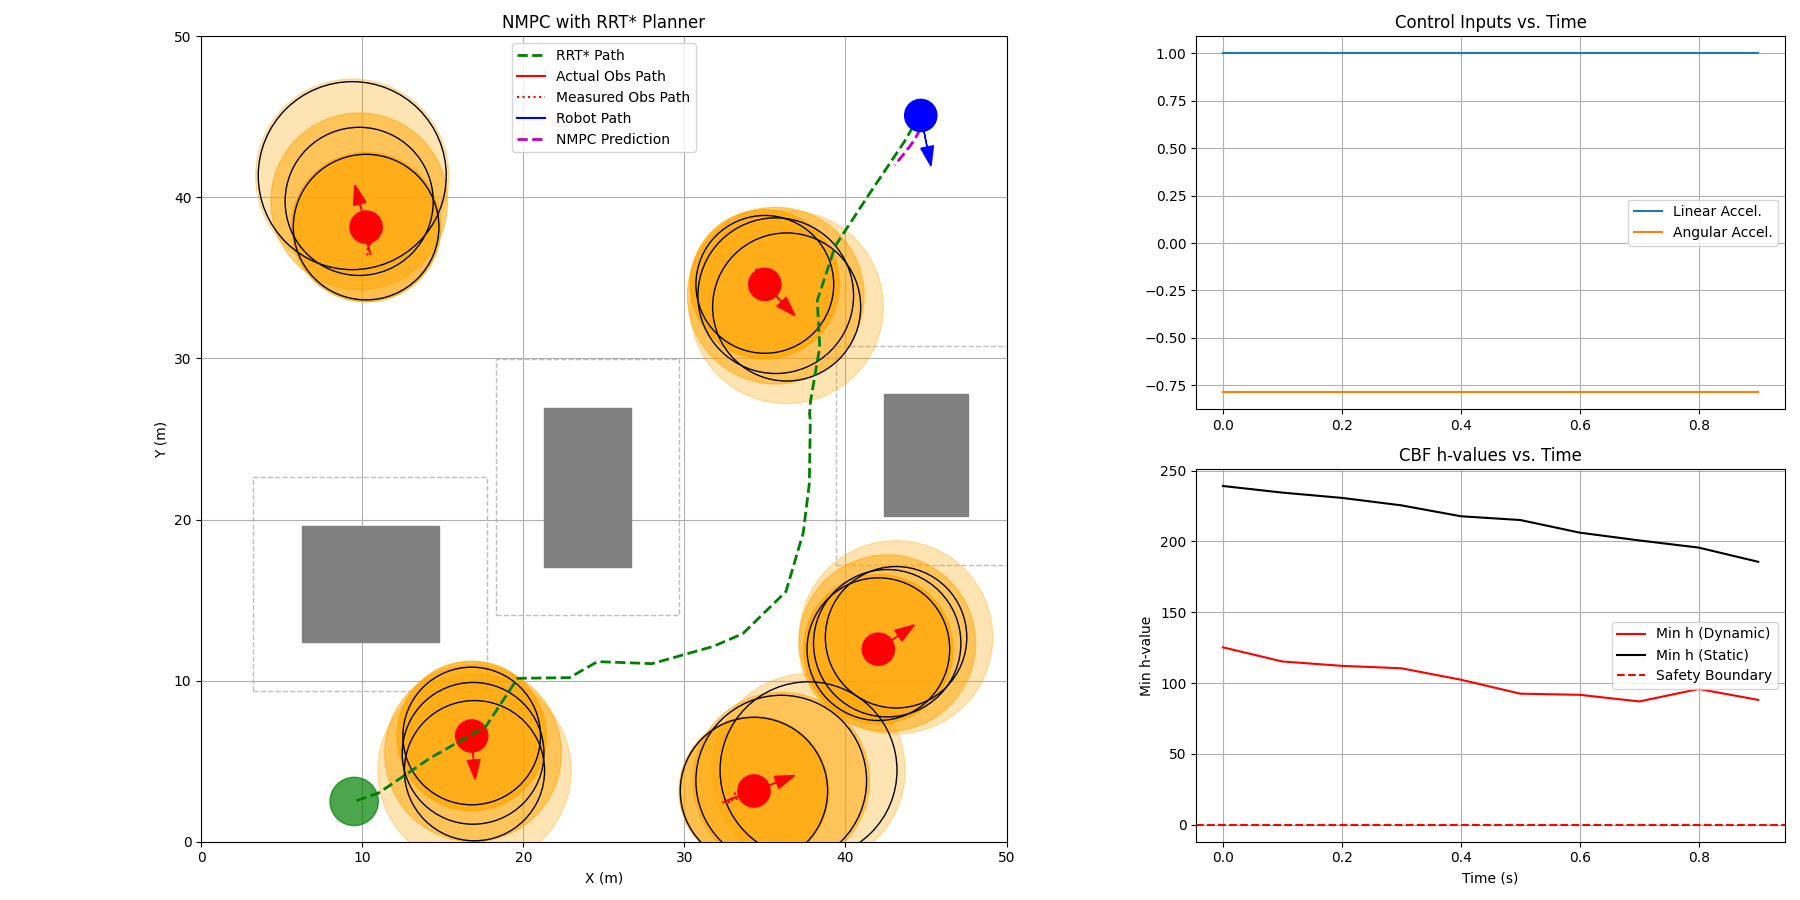 NMPC with RRT* Planner
50
40
30
20
10
0
Y (m)
RRT* Path
Actual Obs Path
Measured Obs Path
Robot Path
NMPC Prediction
0
10
20
30
40
50
X (m)
Control Inputs vs. Time
1.00
0.75
0.50
0.25
0.00
−0.25
−0.50
−0.75
Linear Accel.
Angular Accel.
0.0
0.2
0.4
0.6
0.8
CBF h-values vs. Time
250
200
150
100
50
0
Min h-value
Min h (Dynamic)
Min h (Static)
Safety Boundary
0.0
0.2
0.4
0.6
0.8
Time (s)